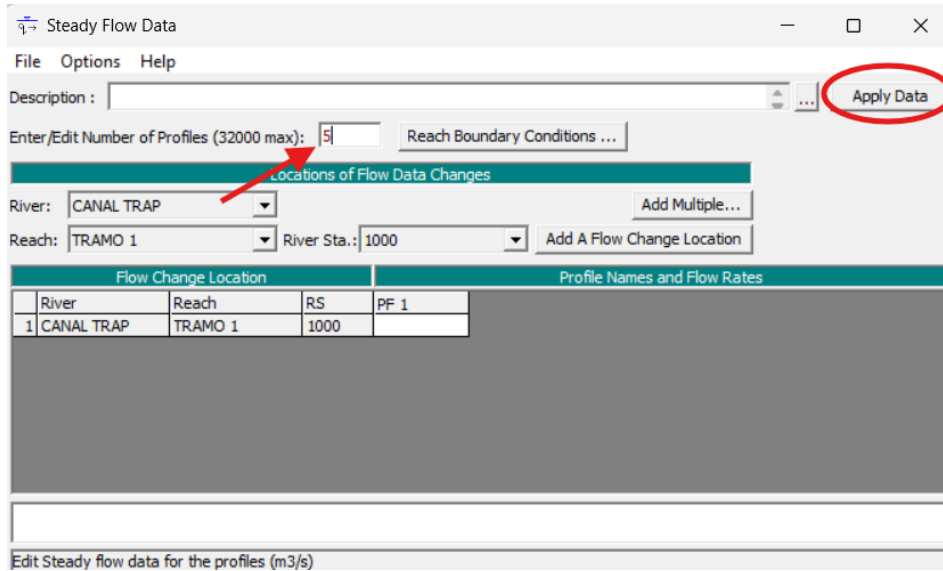 Steady Flow Data
File Options Help
Description :
... Apply Data
Enter/Edit Number of Profiles (32000 max): 5 Reach Boundary Conditions ...
Locations of Flow Data Changes
River: CANAL TRAP Add Multiple...
Reach: TRAMO 1 River Sta.: 1000 Add A Flow Change Location
Flow Change Location Profile Names and Flow Rates
River Reach RS PF 1
1 CANAL TRAP TRAMO 1 1000
Edit Steady flow data for the profiles (m3/s)